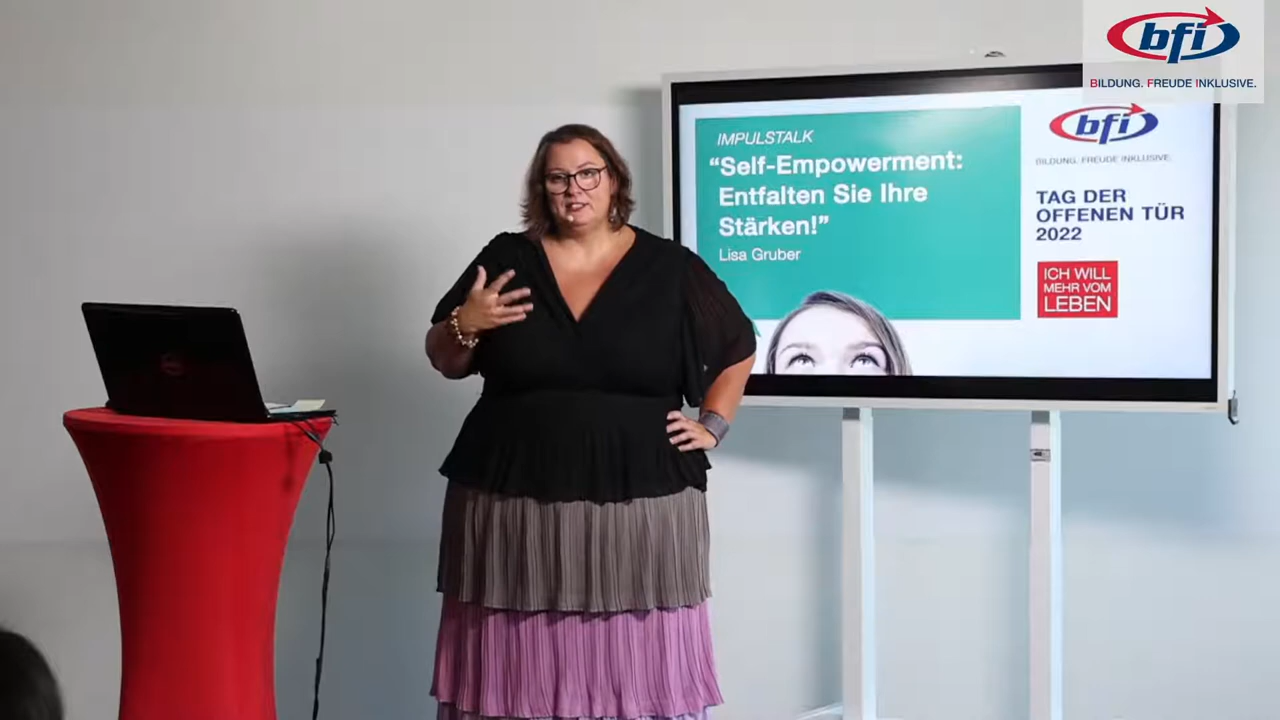 bfi
BILDUNG. FREUDE INKLUSIVE.
IMPULSTALK
“Self-Empowerment:
Entfalten Sie Ihre
Stärken!”
Lisa Gruber
bfi
BILDUNG. FREUDE INKLUSIVE.
TAG DER
OFFENEN TÜR
2022
ICH WILL
MEHR VOM
LEBEN